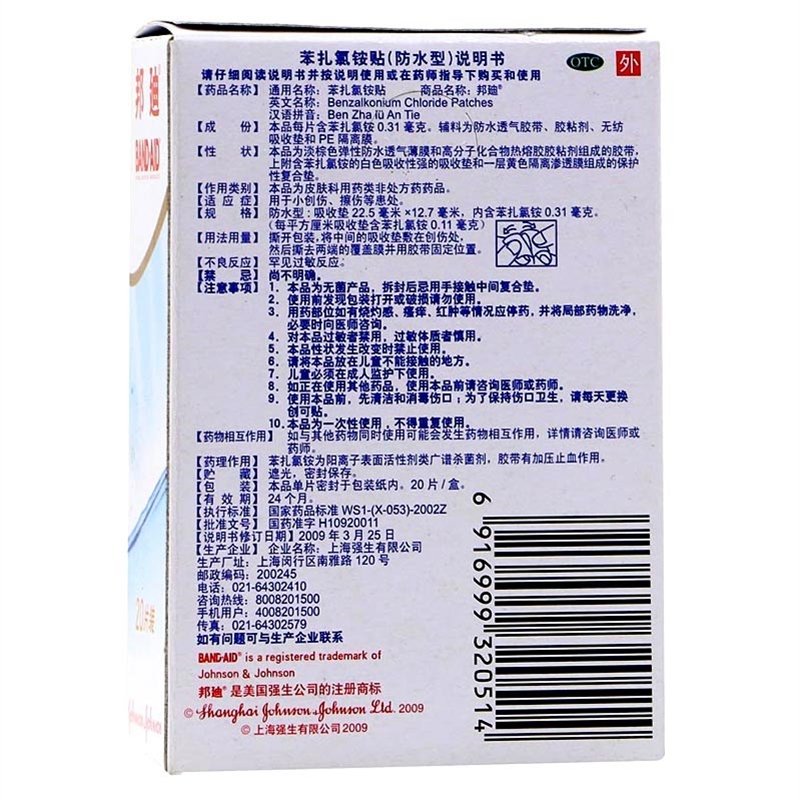 邦迪
BAND-AID
20片装
苯扎氯铵贴(防水型)说明书
OTC
外
请仔细阅读说明书并按说明使用或在药师指导下购买和使用
【药品名称】 通用名称：苯扎氯铵贴 商品名称：邦迪®
英文名称：Benzalkonium Chloride Patches
汉语拼音：Ben Zha lü An Tie
【成 份】 本品每片含苯扎氯铵 0.31 毫克。辅料为防水透气胶带、胶粘剂、无纺
吸收垫和 PE 隔离膜。
【性 状】 本品为淡棕色弹性防水透气薄膜和高分子化合物热熔胶胶粘剂组成的胶带，
上附含苯扎氯铵的白色吸收性强的吸收垫和一层黄色隔离渗透膜组成的保护
性复合垫。
【作用类别】 本品为皮肤科用药类非处方药药品。
【适 应 症】 用于小创伤、擦伤等患处。
【规 格】 防水型：吸收垫 22.5 毫米 ×12.7 毫米，内含苯扎氯铵 0.31 毫克。
（每平方厘米吸收垫含苯扎氯铵 0.11 毫克）
【用法用量】 撕开包装，将中间的吸收垫敷在创伤处，
然后撕去两端的覆盖膜并用胶带固定位置。
【不良反应】 罕见过敏反应。
【禁 忌】 尚不明确。
【注意事项】 1. 本品为无菌产品，拆封后忌用手接触中间复合垫。
2. 使用前发现包装打开或破损请勿使用。
3. 用药部位如有烧灼感、瘙痒、红肿等情况应停药，并将局部药物洗净，
必要时向医师咨询。
4. 对本品过敏者禁用，过敏体质者慎用。
5. 本品性状发生改变时禁止使用。
6. 请将本品放在儿童不能接触的地方。
7. 儿童必须在成人监护下使用。
8. 如正在使用其他药品，使用本品前请咨询医师或药师。
9. 使用本品前，先清洁和消毒伤口；为了保持伤口卫生，请每天更换
创可贴。
10. 本品为一次性使用，不得重复使用。
【药物相互作用】 如与其他药物同时使用可能会发生药物相互作用，详情请咨询医师或
药师。
【药理作用】 苯扎氯铵为阳离子表面活性剂类广谱杀菌剂，胶带有加压止血作用。
【贮 藏】 遮光，密封保存。
【包 装】 本品单片密封于包装纸内。20 片 / 盒。
【有 效 期】 24 个月。
【执行标准】 国家药品标准 WS1-(X-053)-2002Z
【批准文号】 国药准字 H10920011
【说明书修订日期】 2009 年 3 月 25 日
【生产企业】 企业名称：上海强生有限公司
生产厂址：上海闵行区南雅路 120 号
邮政编码：200245
电话：021-64302410
咨询热线：8008201500
手机用户：4008201500
传真：021-64302579
如有问题可与生产企业联系
BAND-AID® is a registered trademark of
Johnson & Johnson
邦迪® 是美国强生公司的注册商标
© Shanghai Johnson & Johnson Ltd. 2009
© 上海强生有限公司 2009
6 916999 320514